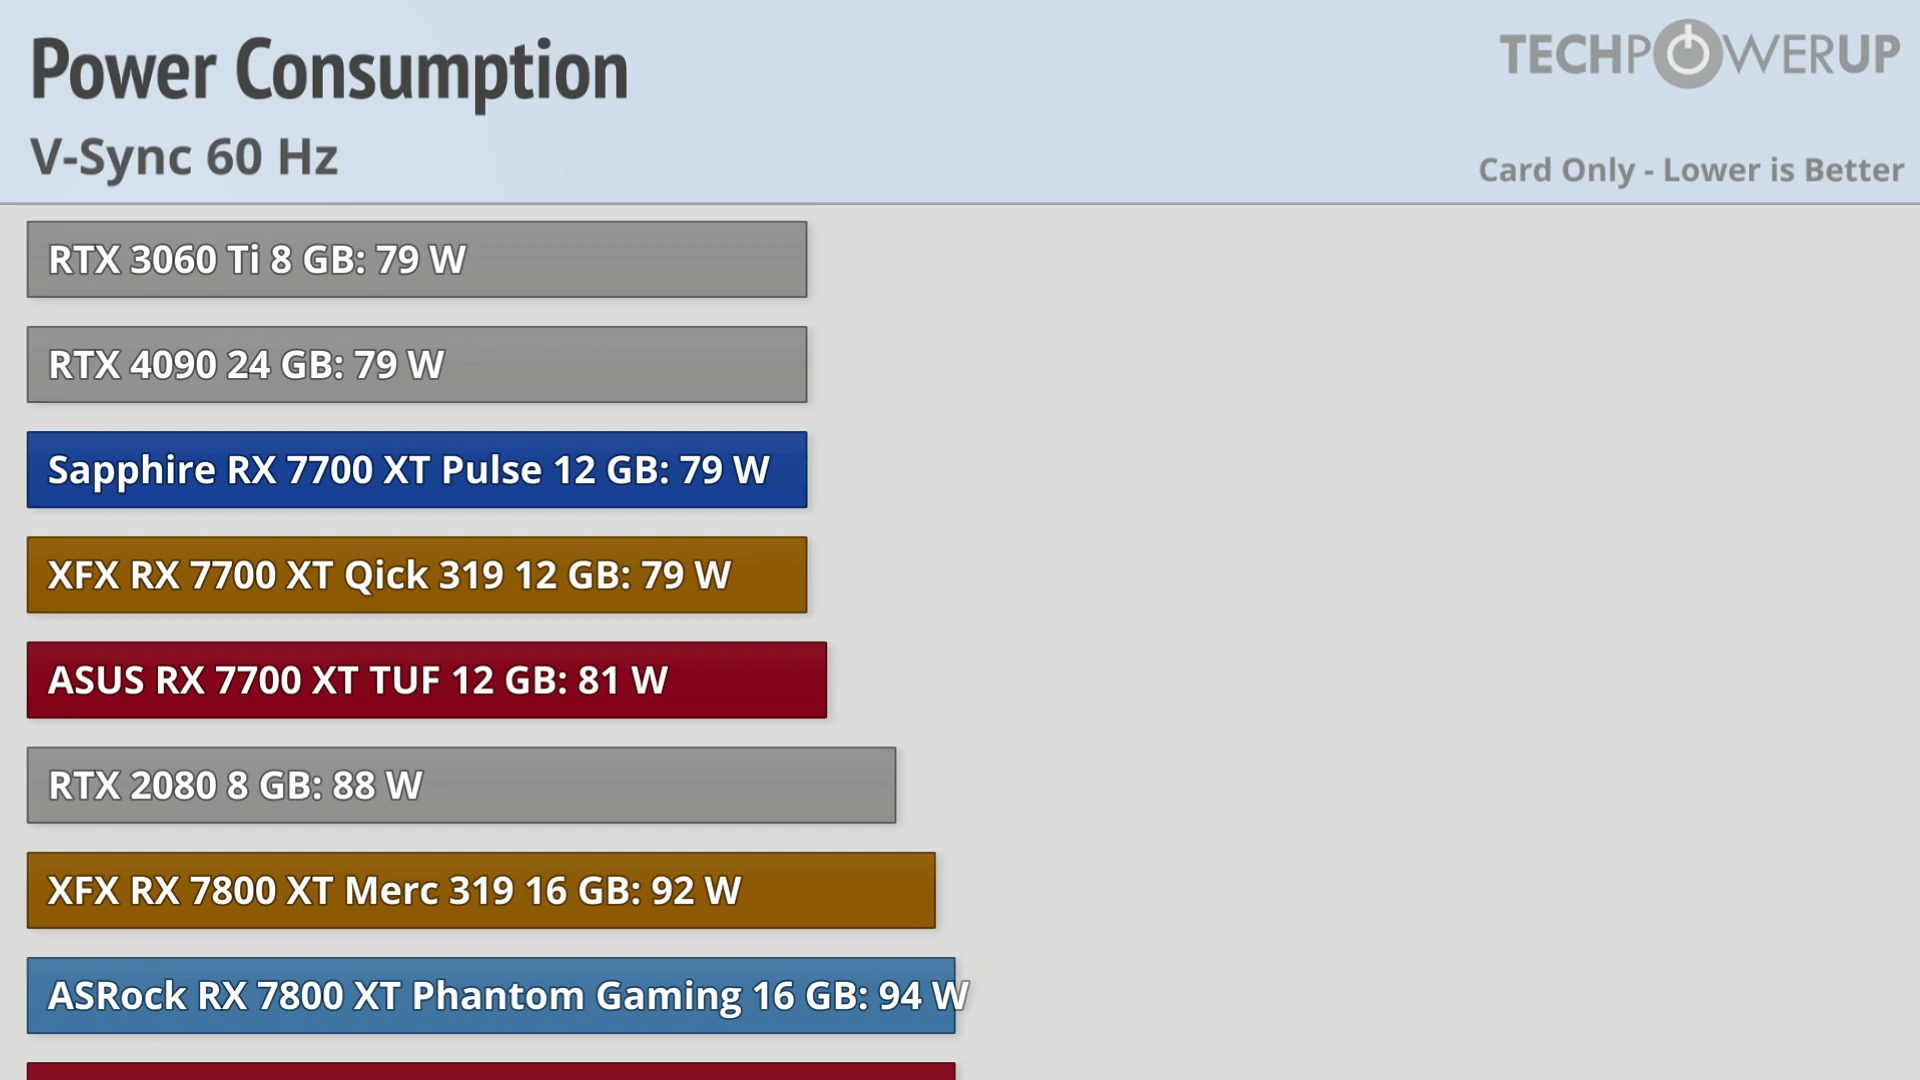 Power Consumption
TECHPOWERUP
V-Sync 60 Hz
Card Only - Lower is Better
RTX 3060 Ti 8 GB: 79 W
RTX 4090 24 GB: 79 W
Sapphire RX 7700 XT Pulse 12 GB: 79 W
XFX RX 7700 XT Qick 319 12 GB: 79 W
ASUS RX 7700 XT TUF 12 GB: 81 W
RTX 2080 8 GB: 88 W
XFX RX 7800 XT Merc 319 16 GB: 92 W
ASRock RX 7800 XT Phantom Gaming 16 GB: 94 W